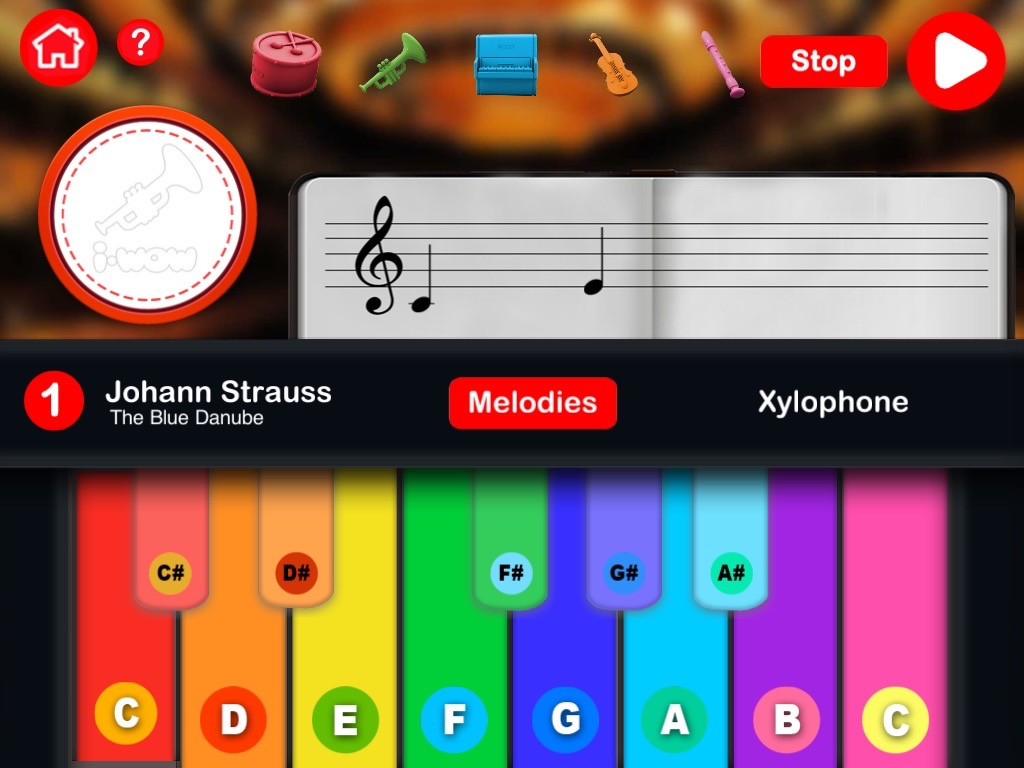 ?
Stop
i-wow
1
Johann Strauss
The Blue Danube
Melodies
Xylophone
C# D# F# G# A#
C D E F G A B C